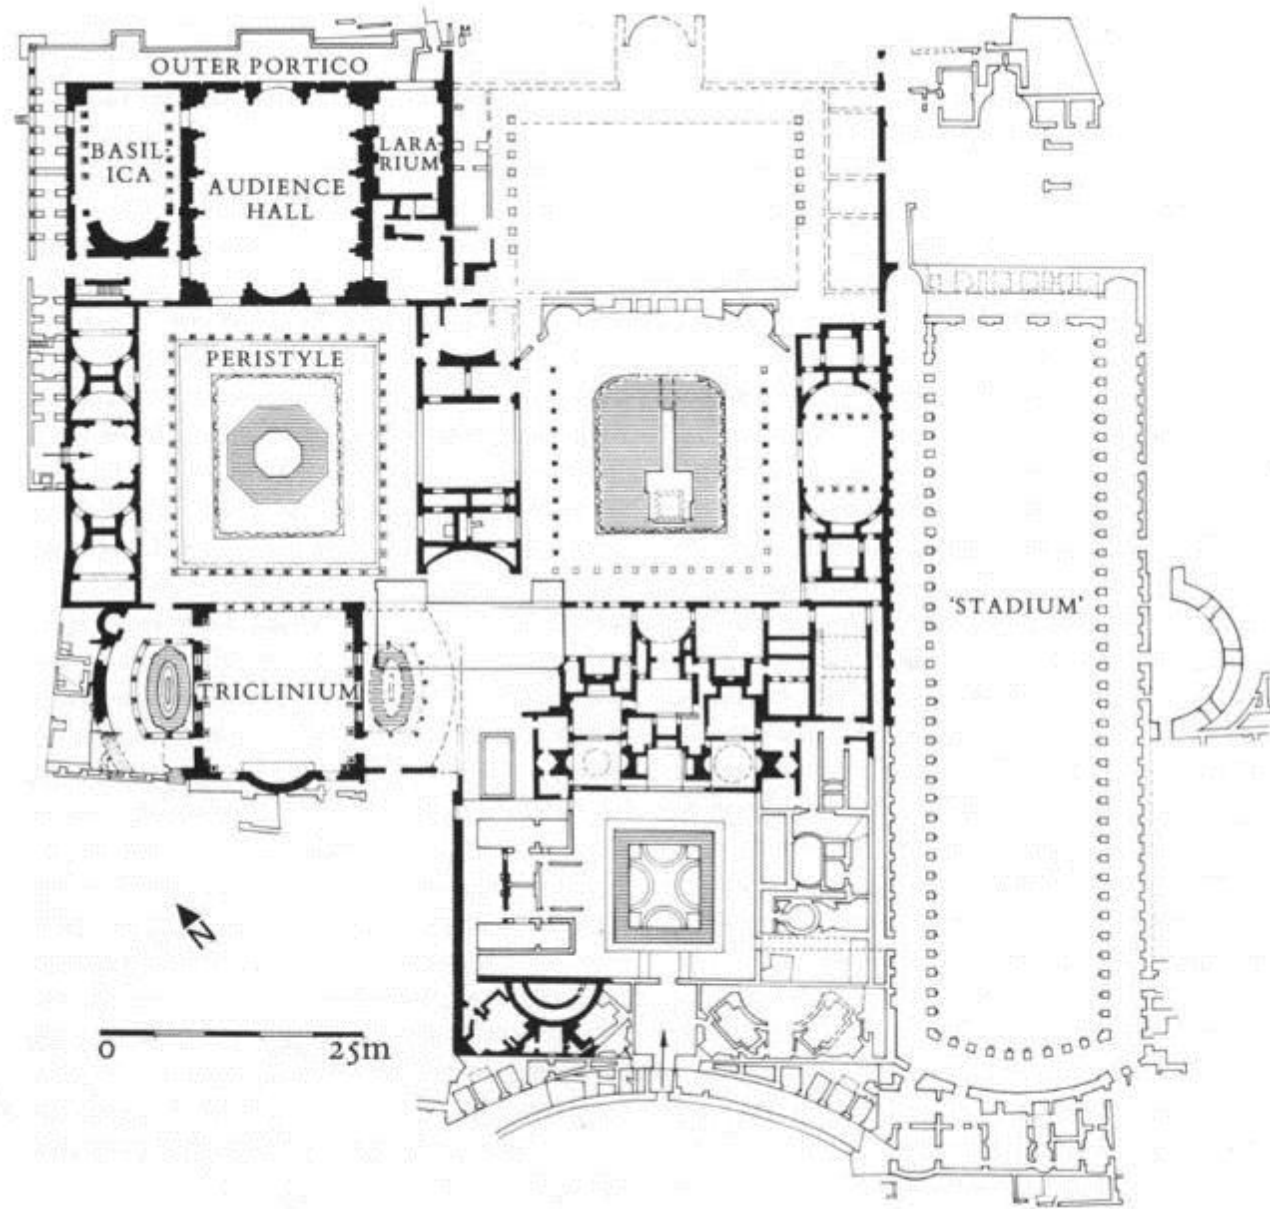 OUTER PORTICO
BASIL-
ICA
AUDIENCE
HALL
LARA-
RIUM
PERISTYLE
'STADIUM'
TRICLINIUM
N
0 25m